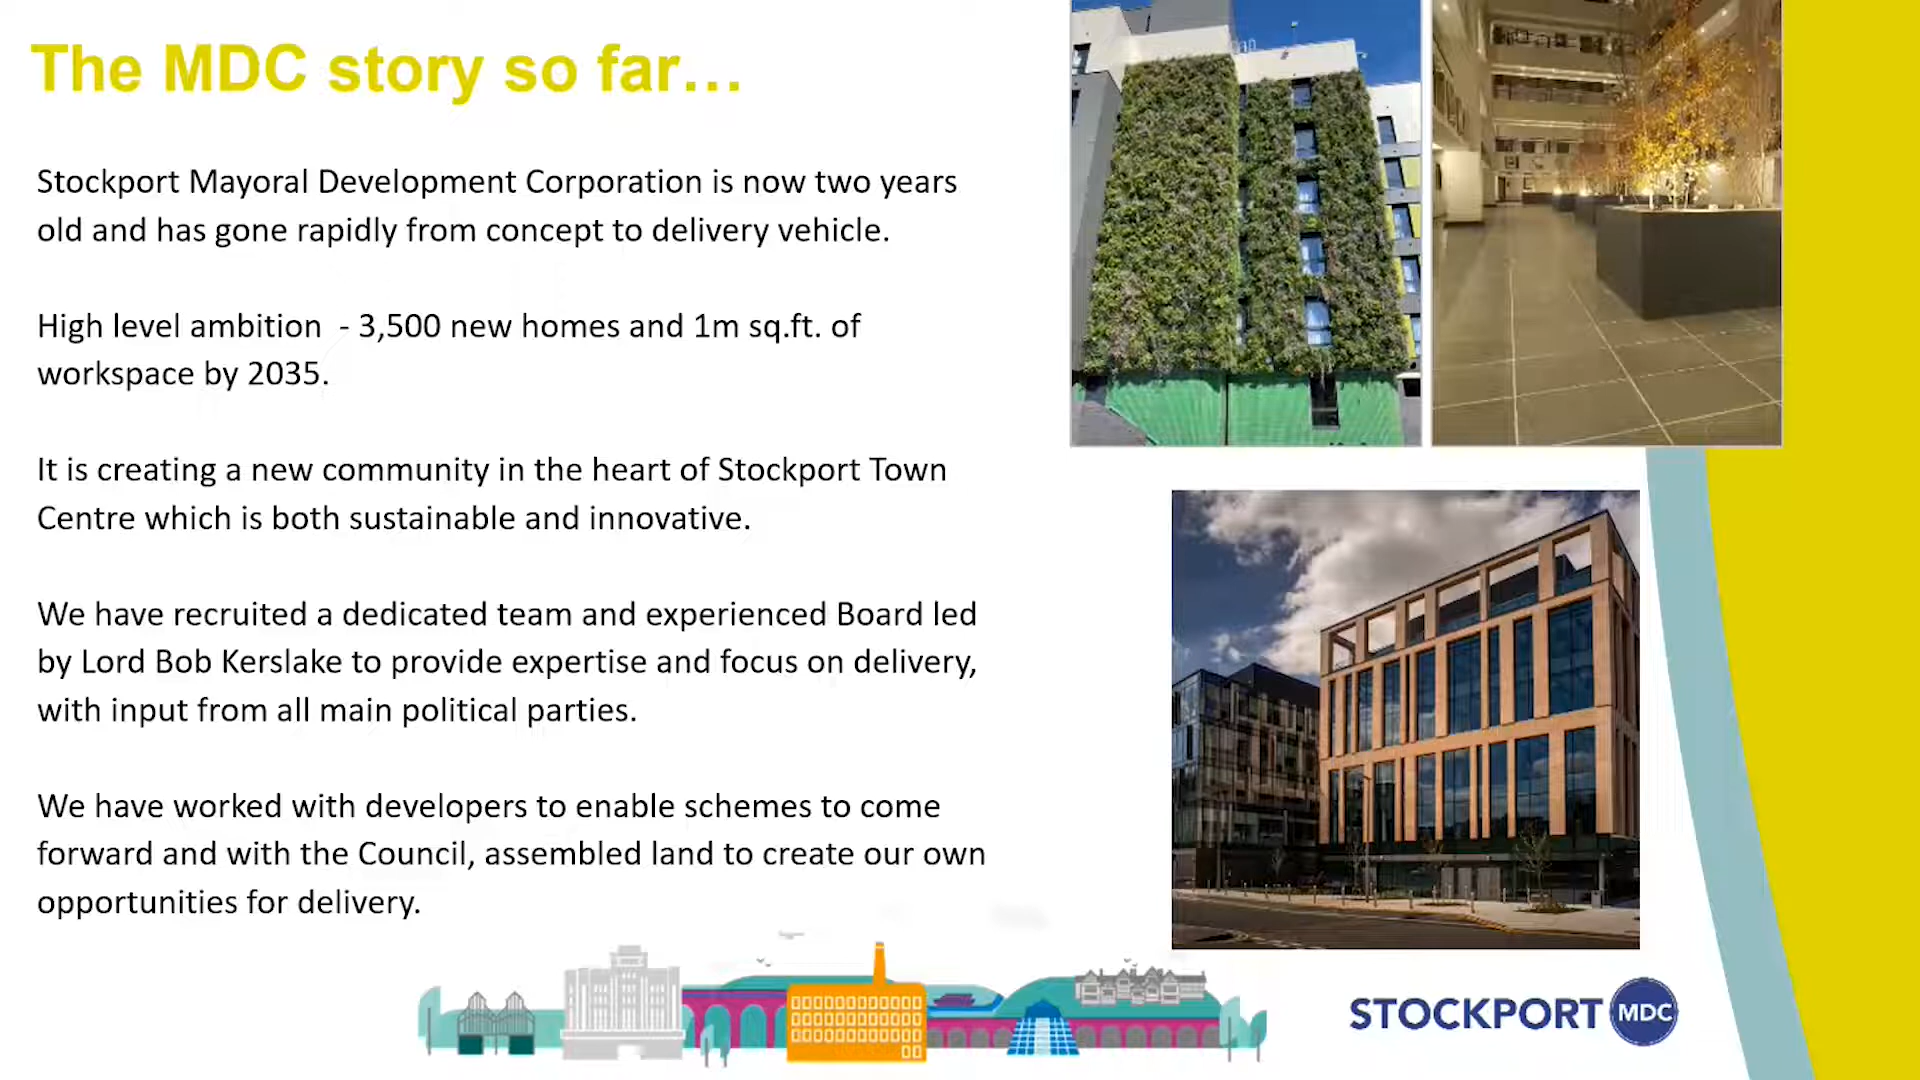 The MDC story so far...
Stockport Mayoral Development Corporation is now two years
old and has gone rapidly from concept to delivery vehicle.
High level ambition  - 3,500 new homes and 1m sq.ft. of
workspace by 2035.
It is creating a new community in the heart of Stockport Town
Centre which is both sustainable and innovative.
We have recruited a dedicated team and experienced Board led
by Lord Bob Kerslake to provide expertise and focus on delivery,
with input from all main political parties.
We have worked with developers to enable schemes to come
forward and with the Council, assembled land to create our own
opportunities for delivery.
STOCKPORT MDC